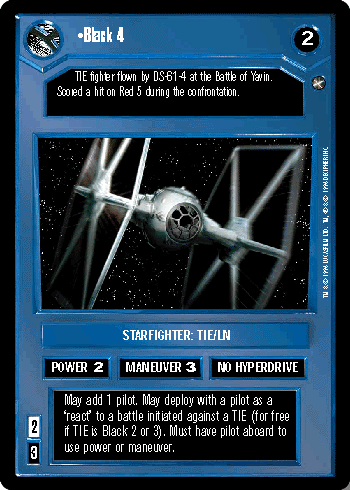 •Black 4
2
TIE fighter flown by DS-61-4 at the Battle of Yavin.
Scored a hit on Red 5 during the confrontation.
STARFIGHTER: TIE/LN
POWER 2 MANEUVER 3 NO HYPERDRIVE
May add 1 pilot. May deploy with a pilot as a
'react' to a battle initiated against a TIE (for free
if TIE is Black 2 or 3). Must have pilot aboard to
use power or maneuver.
2
3